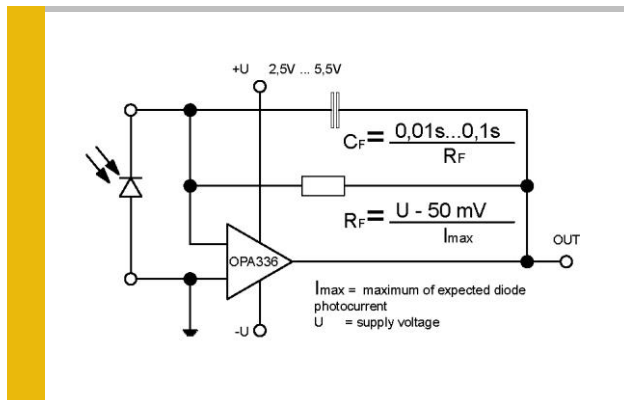 +U 2,5V ... 5,5V
CF= 0,01s...0,1s
RF
RF= U - 50 mV
Imax
OUT
OPA336
Imax = maximum of expected diode
photocurrent
U = supply voltage
-U